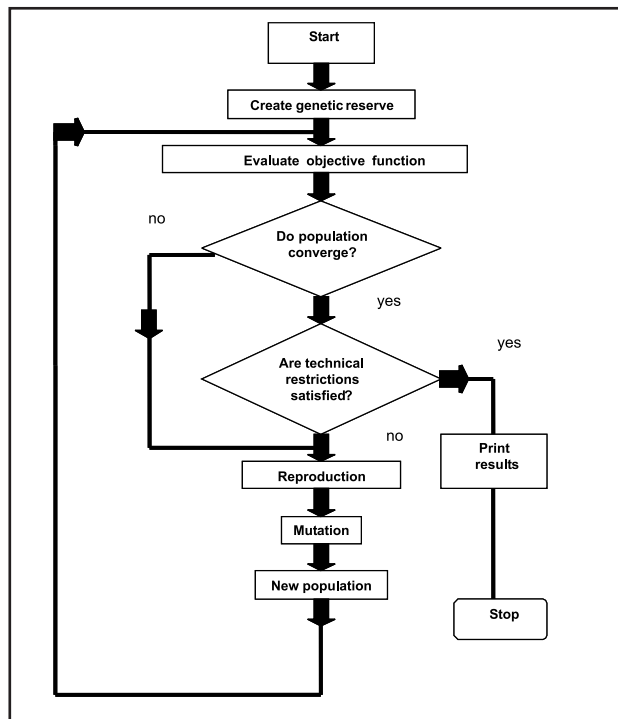 Start
Create genetic reserve
Evaluate objective function
no
Do population
converge?
yes
yes
Are technical
restrictions
satisfied?
no
Print
results
Reproduction
Mutation
New population
Stop